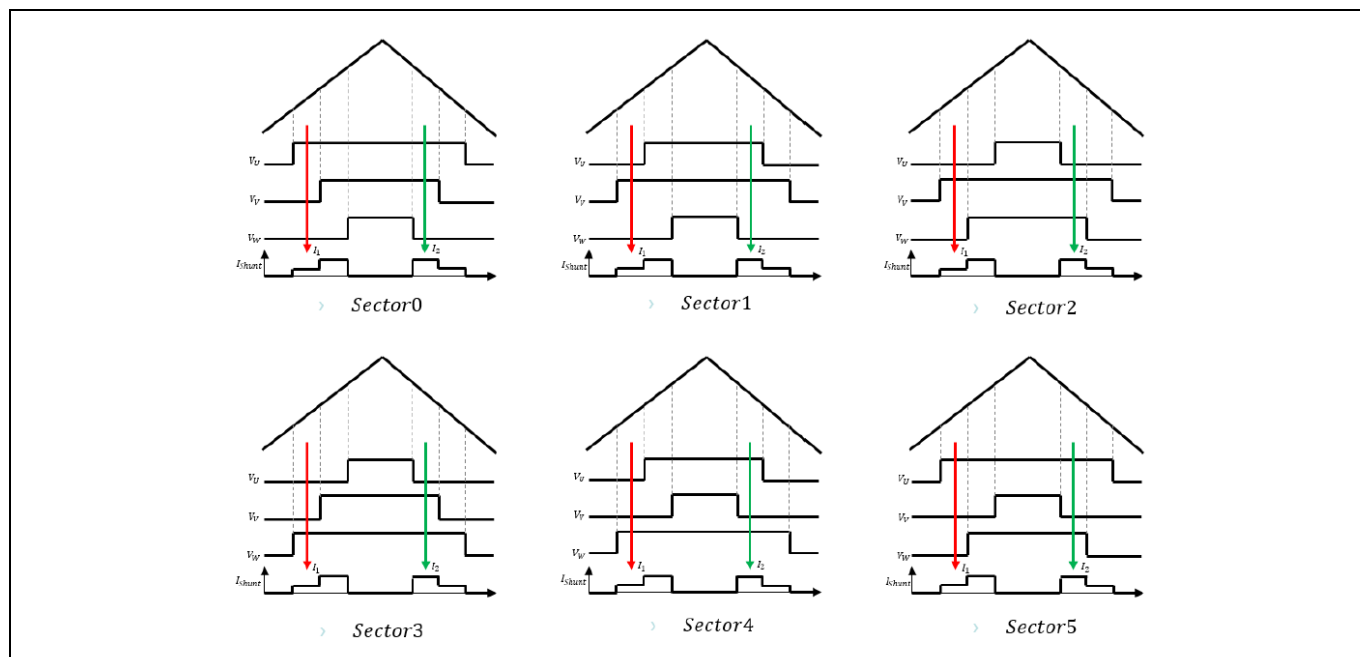 V_U
V_V
V_W
I_Shunt
I_1
I_2
› Sector0
V_U
V_V
V_W
I_Shunt
I_1
I_2
› Sector1
V_U
V_V
V_W
I_Shunt
I_1
I_2
› Sector2
V_U
V_V
V_W
I_Shunt
I_1
I_2
› Sector3
V_U
V_V
V_W
I_Shunt
I_1
I_2
› Sector4
V_U
V_V
V_W
I_Shunt
I_1
I_2
› Sector5